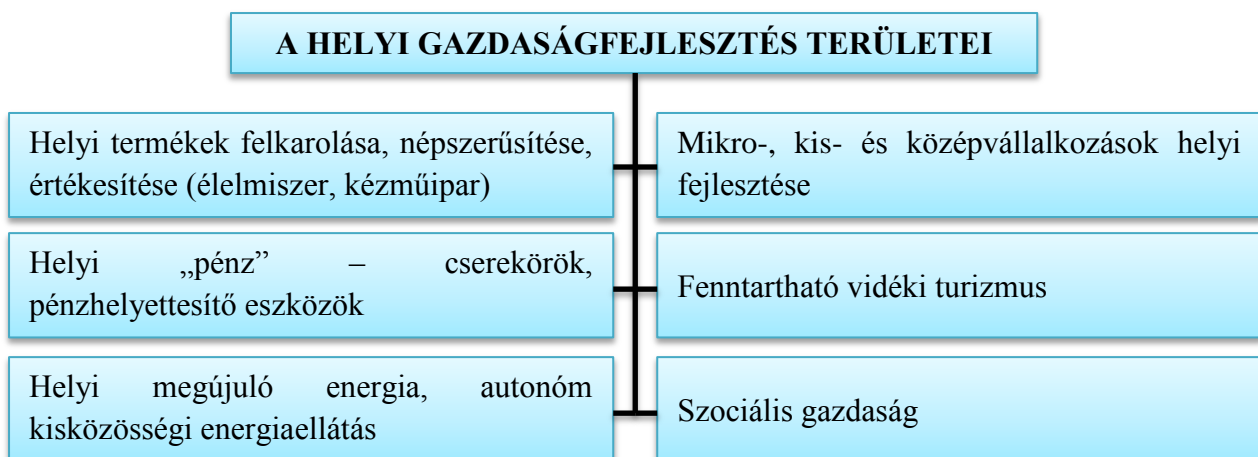 A HELYI GAZDASÁGFEJLESZTÉS TERÜLETEI
Helyi termékek felkarolása, népszerűsítése,
értékesítése (élelmiszer, kézműipar)
Mikro-, kis- és középvállalkozások helyi
fejlesztése
Helyi „pénz” – cserekörök,
pénzhelyettesítő eszközök
Fenntartható vidéki turizmus
Helyi megújuló energia, autonóm
kisközösségi energiaellátás
Szociális gazdaság